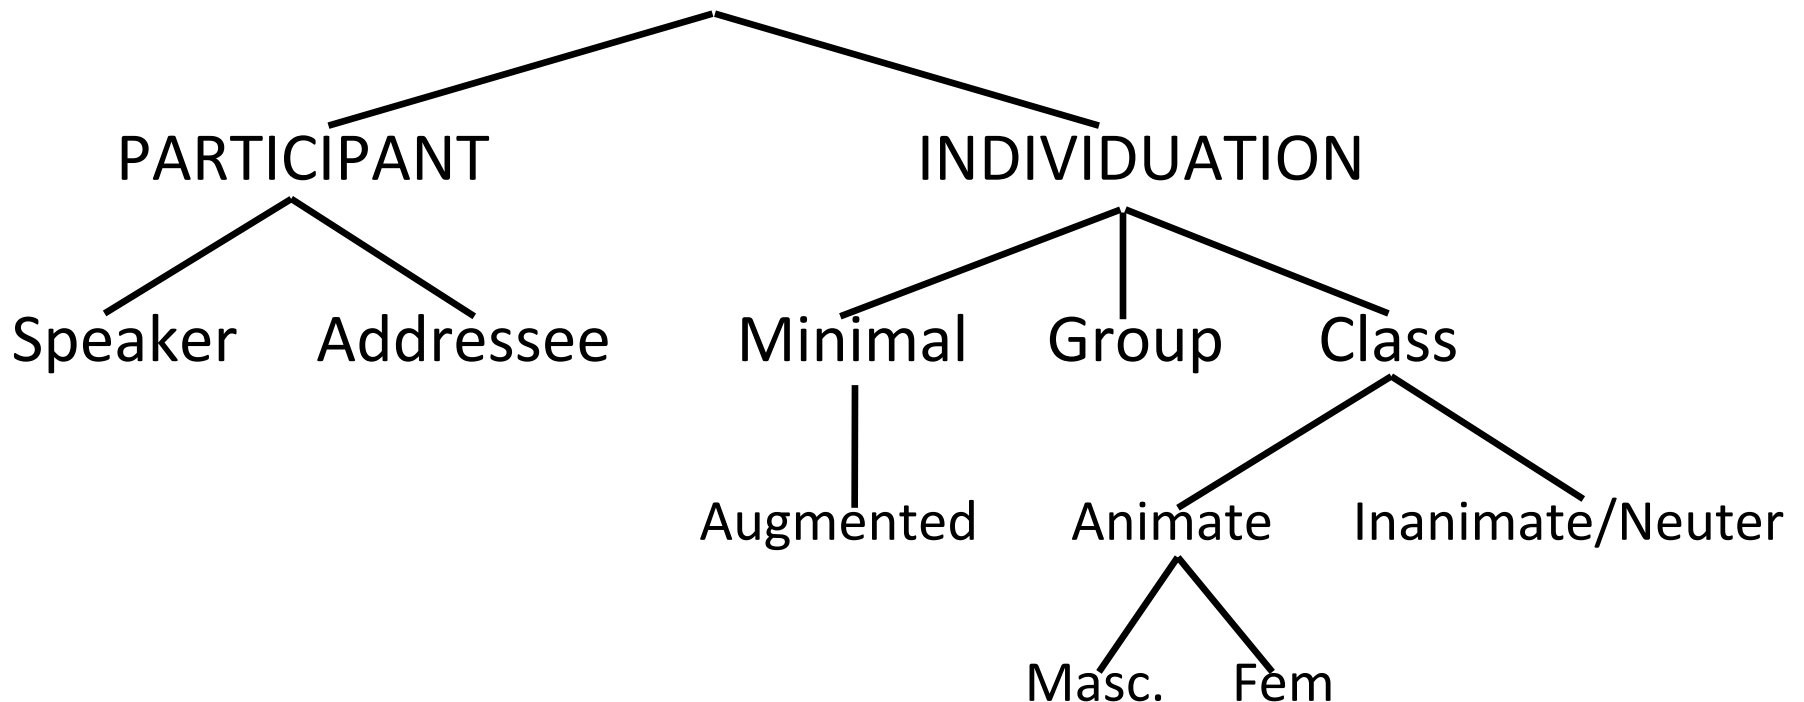 PARTICIPANT INDIVIDUATION
Speaker Addressee Minimal Group Class
Augmented Animate Inanimate/Neuter
Masc. Fem